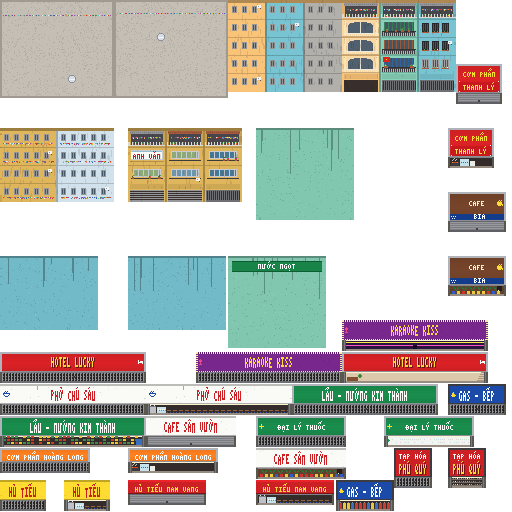 CƠM PHẦN
THANH LÝ
ANH VĂN
CƠM PHẦN
THANH LÝ
CAFE
BIA
NƯỚC NGỌT
CAFE
BIA
KARAOKE KISS
HOTEL LUCKY
KARAOKE KISS
HOTEL LUCKY
PHỞ CHÚ SÁU
PHỞ CHÚ SÁU
LẨU - NƯỚNG KIM THÀNH
GAS - BẾP
LẨU - NƯỚNG KIM THÀNH
CAFE SÂN VƯỜN
ĐẠI LÝ THUỐC
ĐẠI LÝ THUỐC
CƠM PHẦN HOÀNG LONG
CƠM PHẦN HOÀNG LONG
CAFE SÂN VƯỜN
TẠP HÓA
PHÚ QUÝ
TẠP HÓA
PHÚ QUÝ
HỦ TIẾU
HỦ TIẾU
HỦ TIẾU NAM VANG
HỦ TIẾU NAM VANG
GAS - BẾP